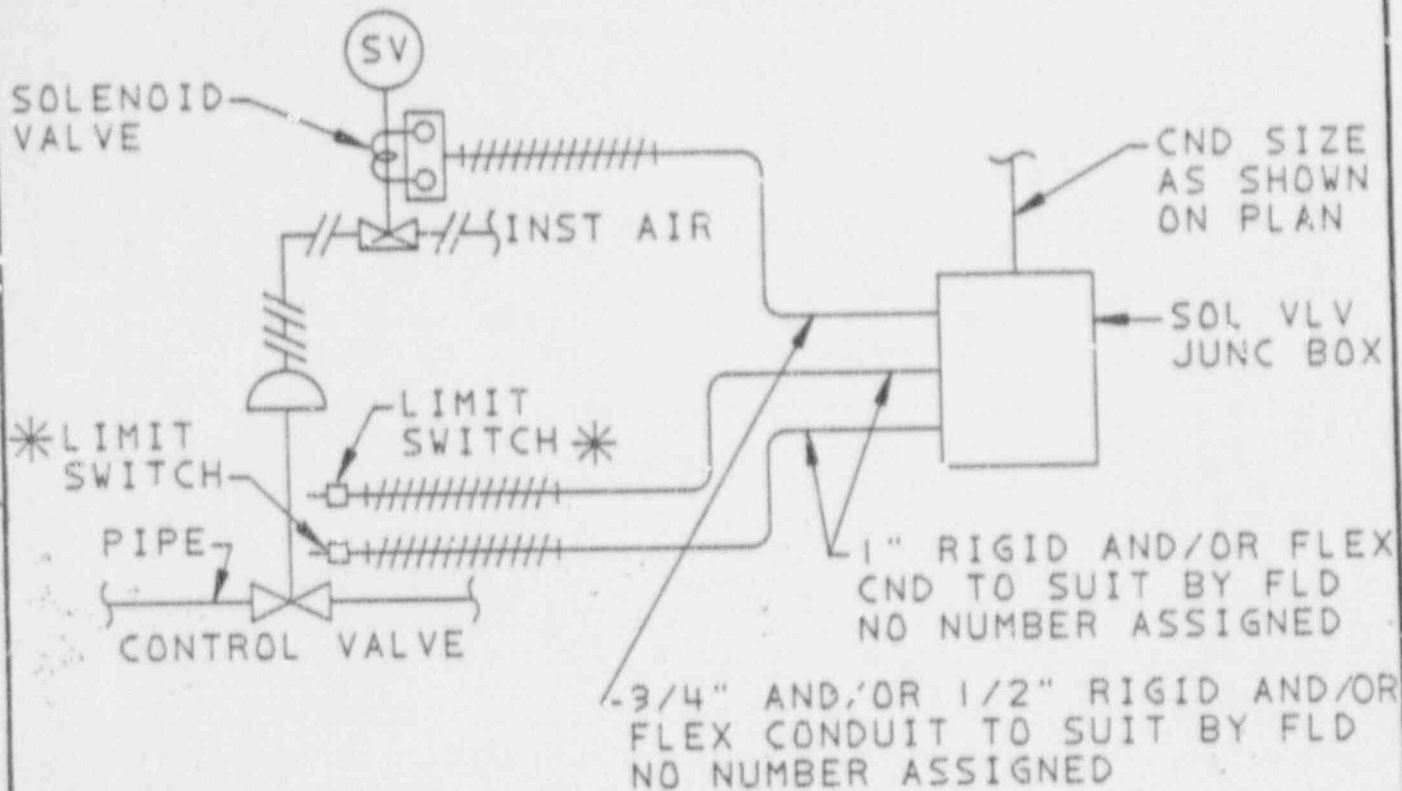 SV
SOLENOID
VALVE
CND SIZE
AS SHOWN
ON PLAN
INST AIR
SOL VLV
JUNC BOX
LIMIT
SWITCH *
* LIMIT
SWITCH
PIPE
CONTROL VALVE
1" RIGID AND/OR FLEX
CND TO SUIT BY FLD
NO NUMBER ASSIGNED
3/4" AND/OR 1/2" RIGID AND/OR
FLEX CONDUIT TO SUIT BY FLD
NO NUMBER ASSIGNED